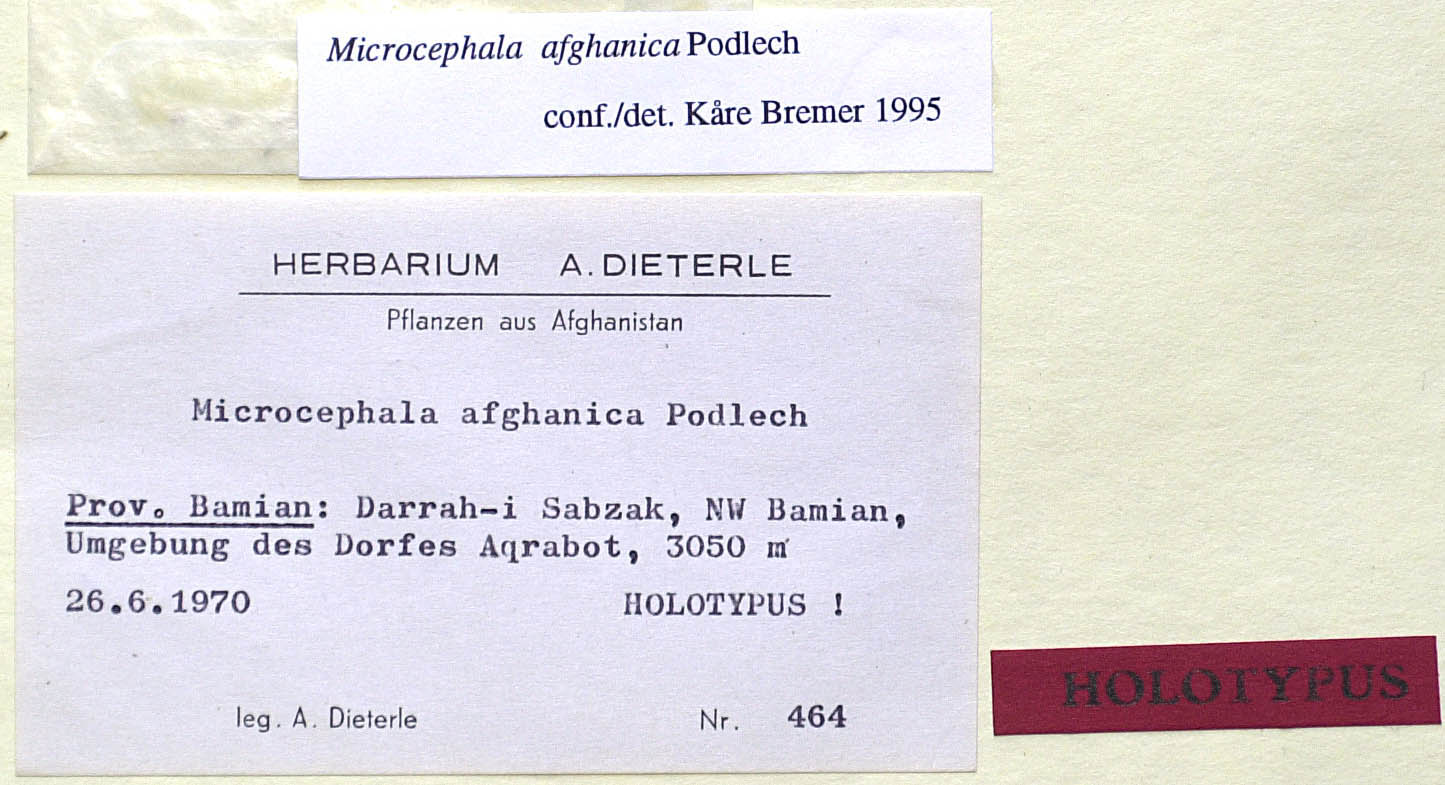 Microcephala afghanica Podlech
conf./det. Kåre Bremer 1995
HERBARIUM A. DIETERLE
Pflanzen aus Afghanistan
Microcephala afghanica Podlech
Prov. Bamian: Darrah-i Sabzak, NW Bamian,
Umgebung des Dorfes Aqrabot, 3050 m
26.6.1970 HOLOTYPUS !
leg. A. Dieterle Nr. 464
HOLOTYPUS